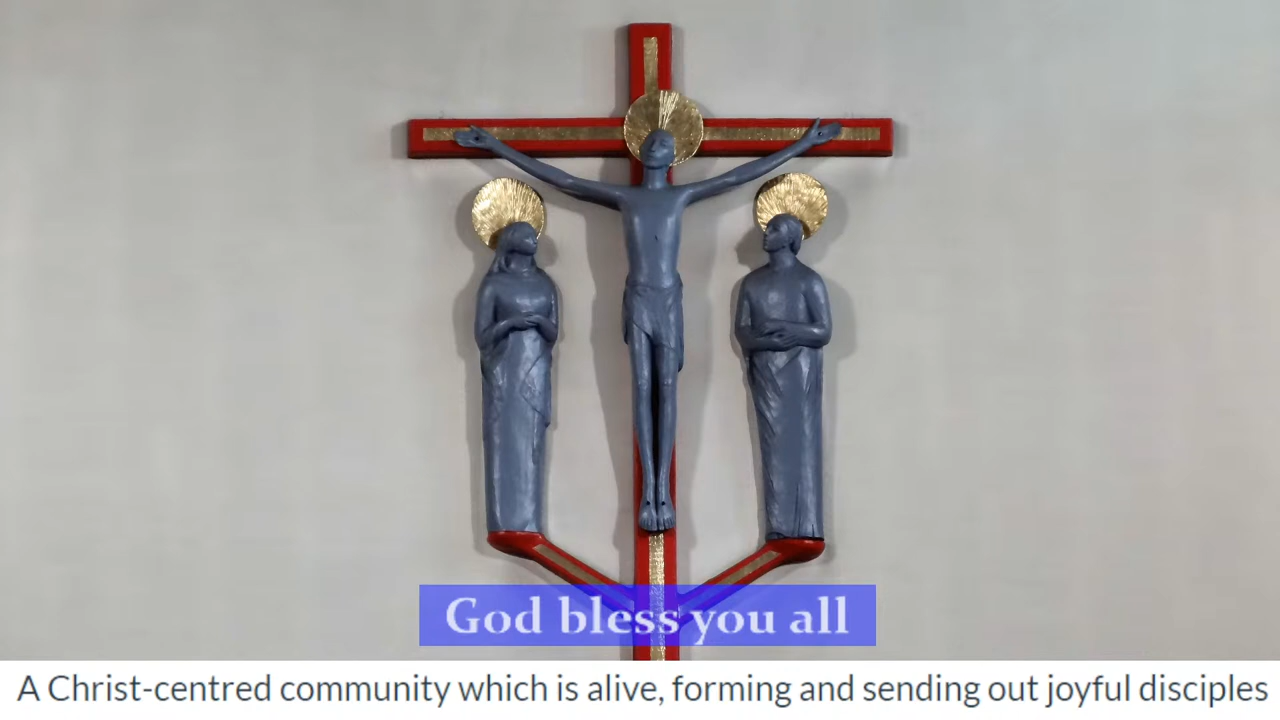 God bless you all
A Christ-centred community which is alive, forming and sending out joyful disciples